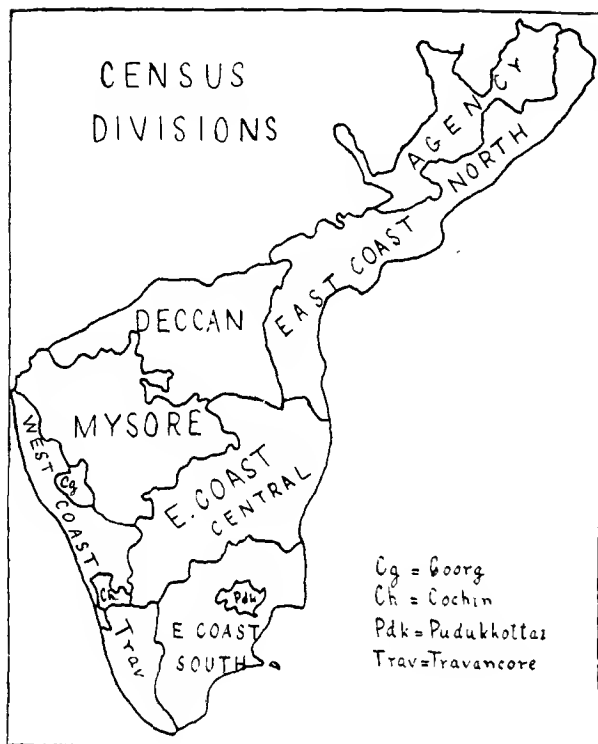 CENSUS
DIVISIONS
AGENCY
EAST COAST NORTH
DECCAN
MYSORE
WEST COAST
Cg
E. COAST
CENTRAL
Ch
Pdk
Trav
E COAST
SOUTH
Cg = Coorg
Ch = Cochin
Pdk = Pudukhottai
Trav=Travancore